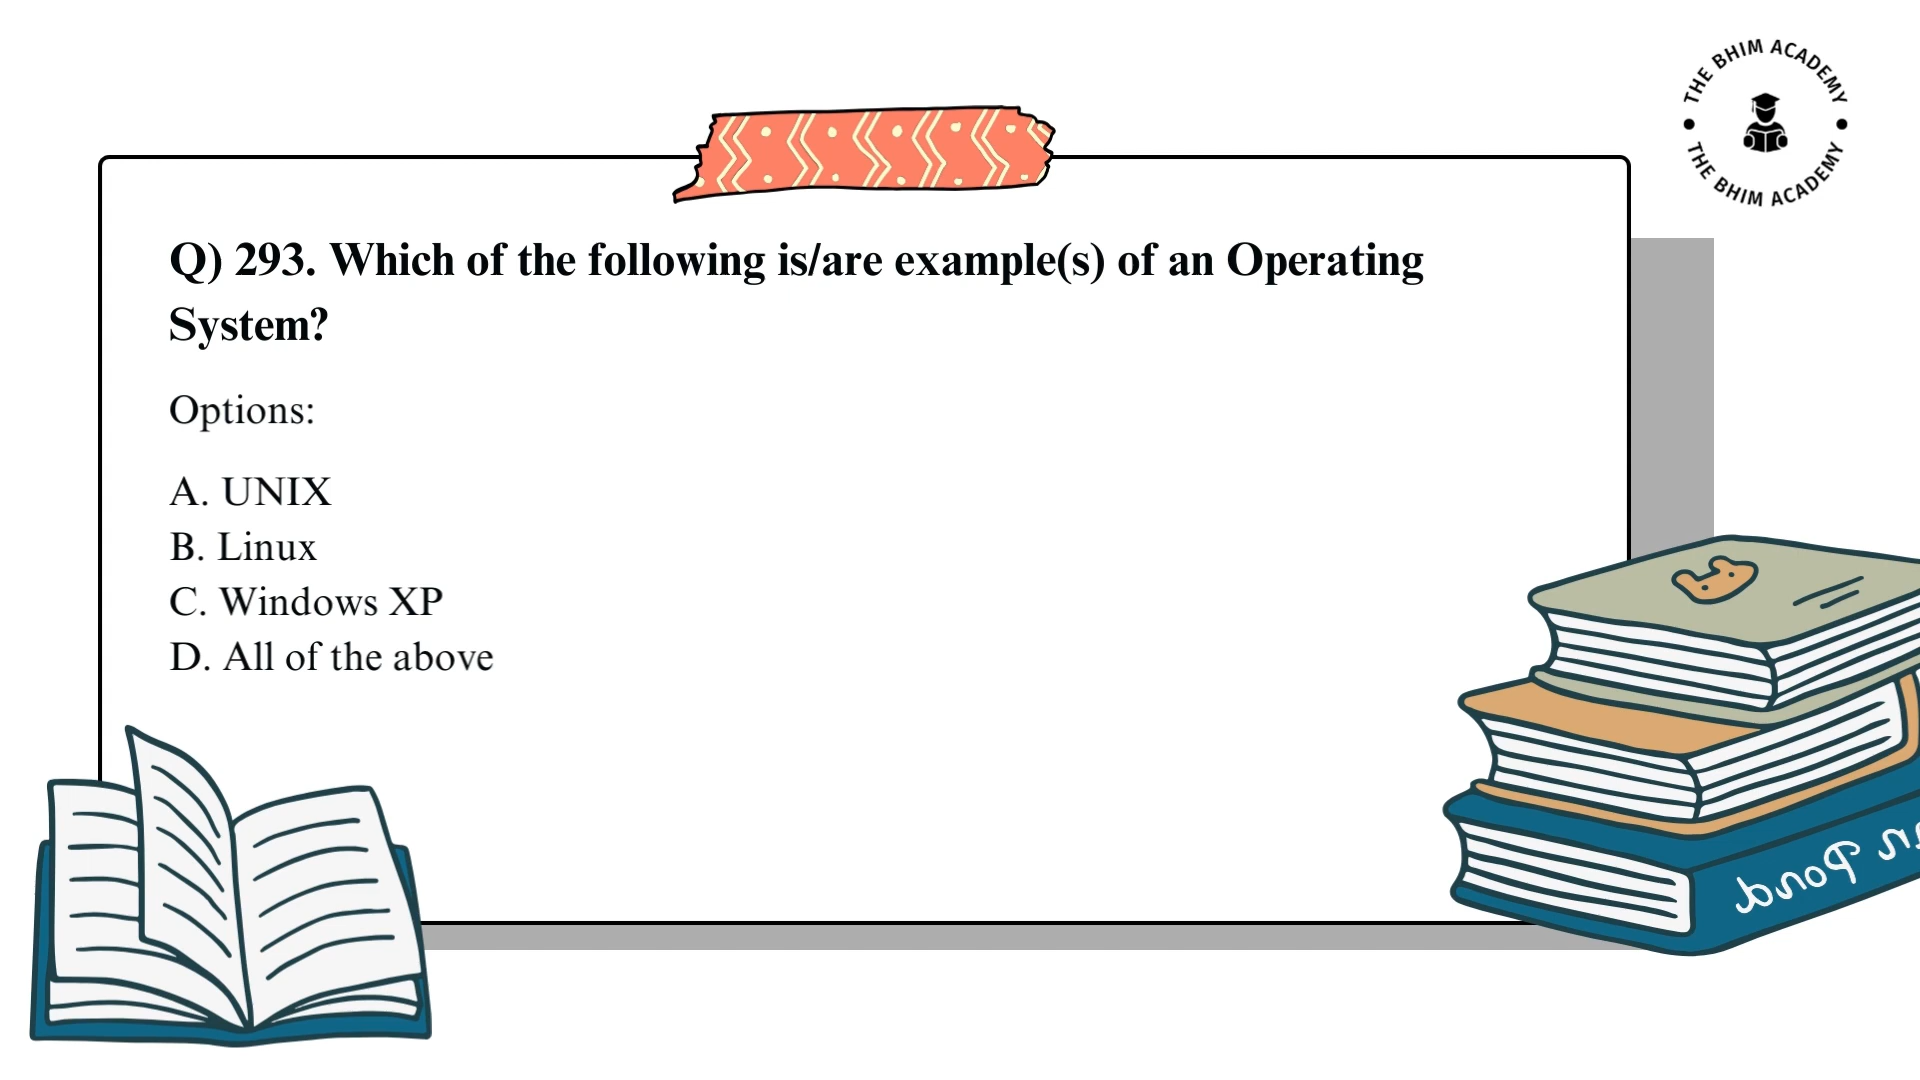 THE BHIM ACADEMY
THE BHIM ACADEMY
Q) 293. Which of the following is/are example(s) of an Operating
System?
Options:
A. UNIX
B. Linux
C. Windows XP
D. All of the above